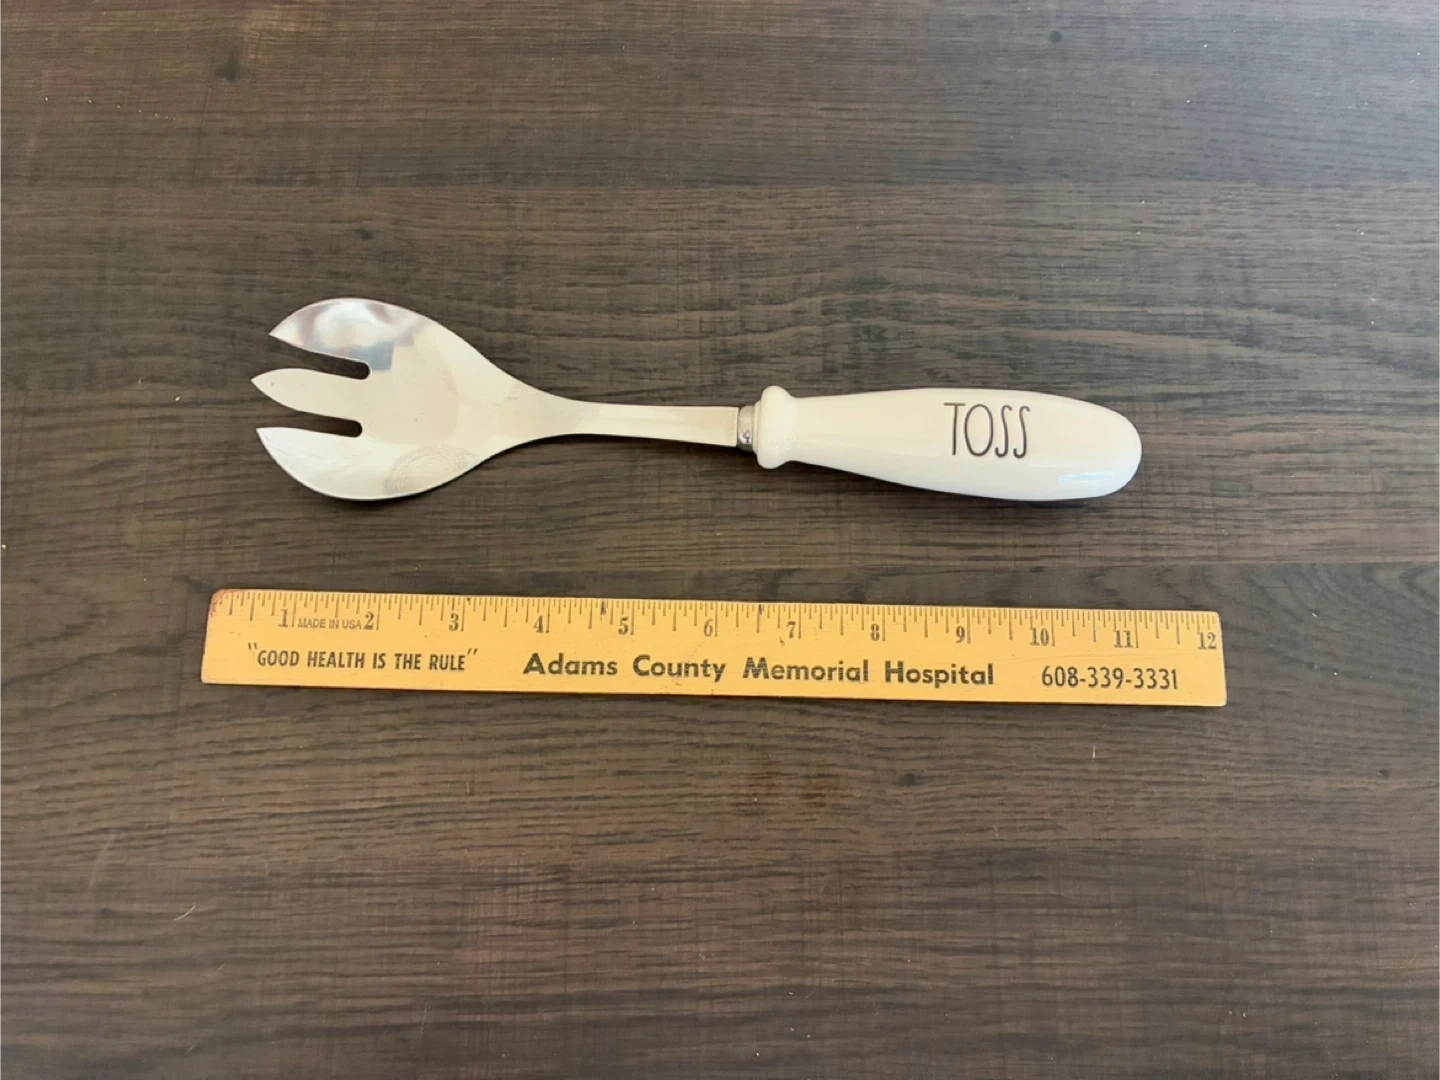 TOSS
1 MADE IN USA 2 3 4 5 6 7 8 9 10 11 12
"GOOD HEALTH IS THE RULE" Adams County Memorial Hospital 608-339-3331